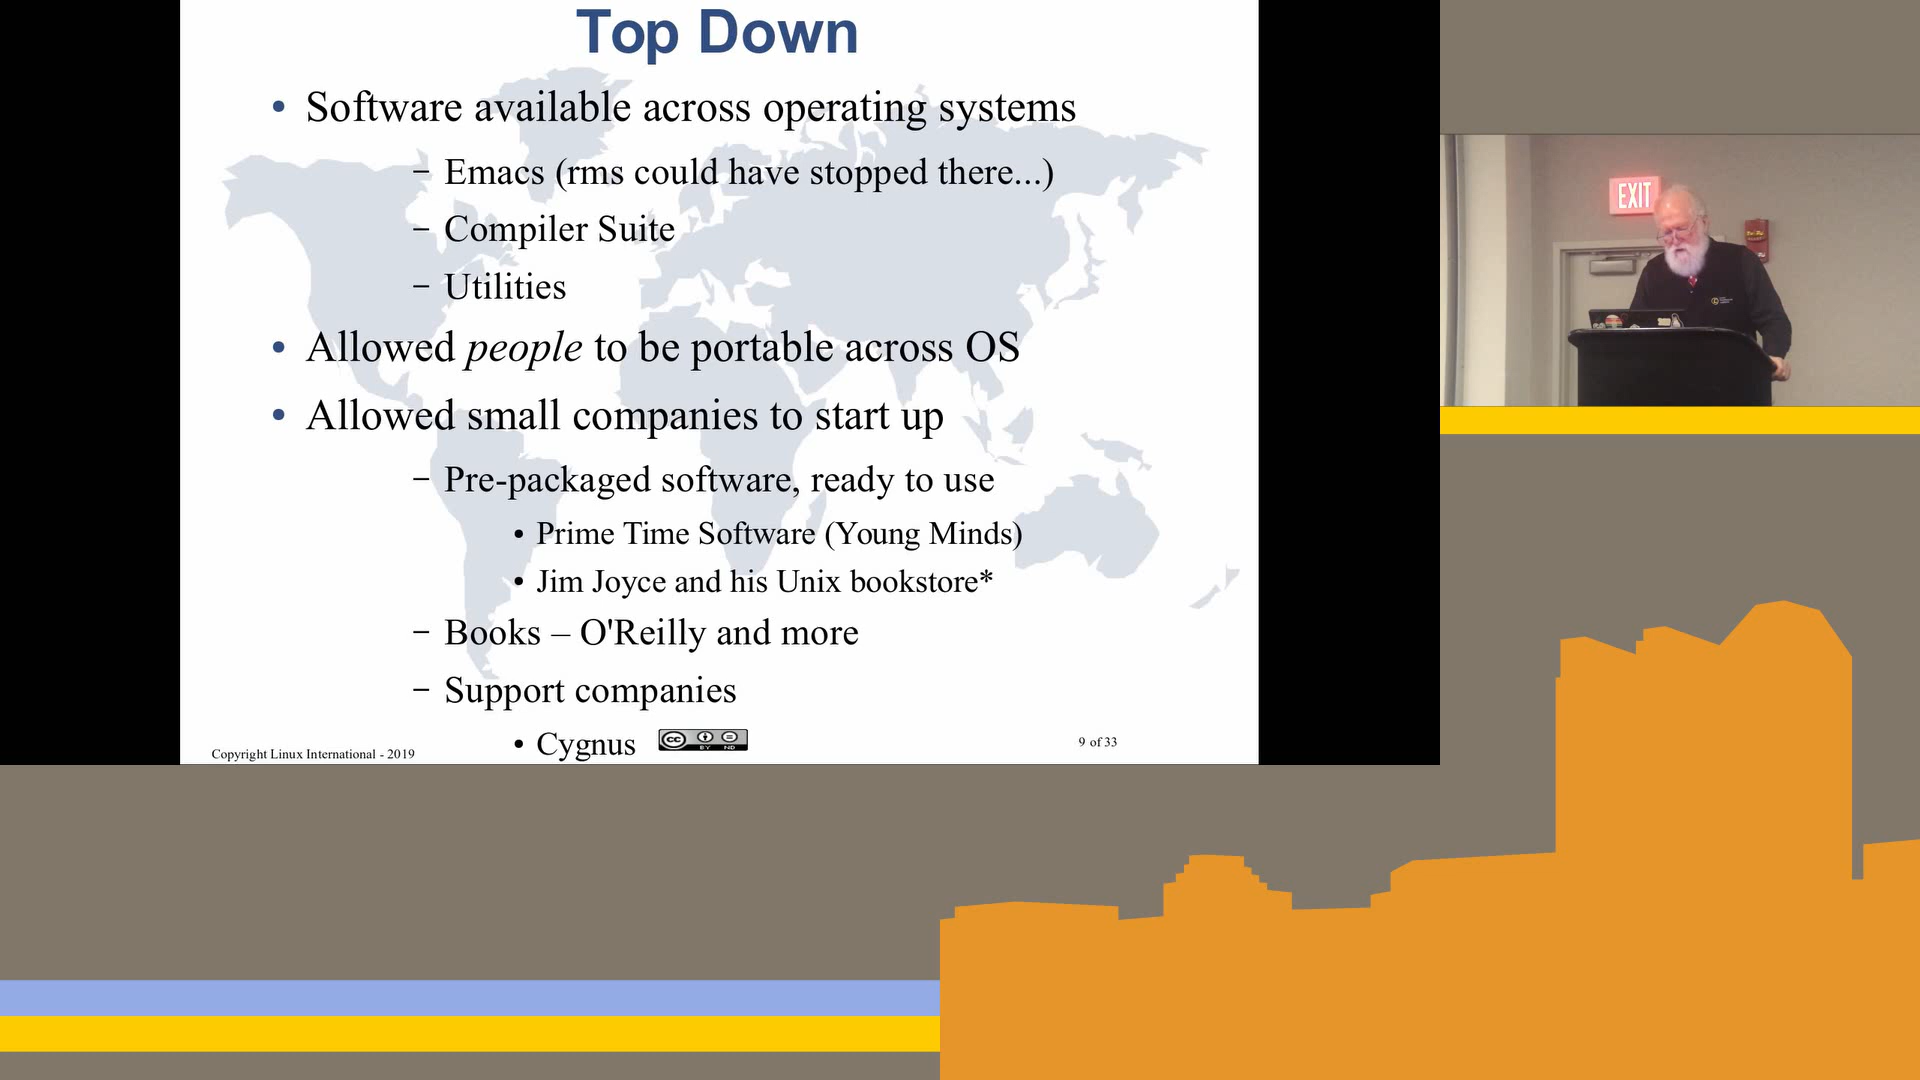 Top Down
• Software available across operating systems
– Emacs (rms could have stopped there...)
– Compiler Suite
– Utilities
• Allowed people to be portable across OS
• Allowed small companies to start up
– Pre-packaged software, ready to use
• Prime Time Software (Young Minds)
• Jim Joyce and his Unix bookstore*
– Books – O'Reilly and more
– Support companies
• Cygnus
cc BY ND
Copyright Linux International - 2019
9 of 33
EXIT